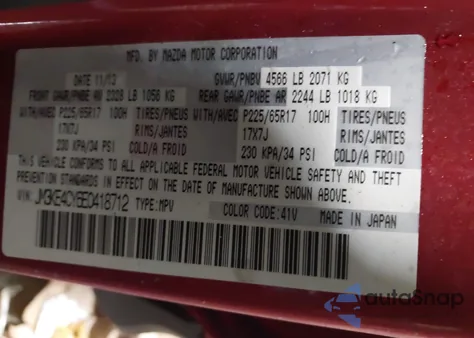 MFD. BY MAZDA MOTOR CORPORATION
DATE 11/13 GVWR/PNBV 4566 LB 2071 KG
FRONT GAWR/PNBE AV 2328 LB 1056 KG REAR GAWR/PNBE AR 2244 LB 1018 KG
WITH/AVEC P225/65R17 100H TIRES/PNEUS WITH/AVEC P225/65R17 100H TIRES/PNEUS
17X7J RIMS/JANTES 17X7J RIMS/JANTES
230 KPA/34 PSI COLD/A FROID 230 KPA/34 PSI COLD/A FROID
THIS VEHICLE CONFORMS TO ALL APPLICABLE FEDERAL MOTOR VEHICLE SAFETY AND THEFT
PREVENTION STANDARDS IN EFFECT ON THE DATE OF MANUFACTURE SHOWN ABOVE.
VIN: JM3KE4CY6E0418712 TYPE: MPV COLOR CODE: 41V MADE IN JAPAN
autoSnap